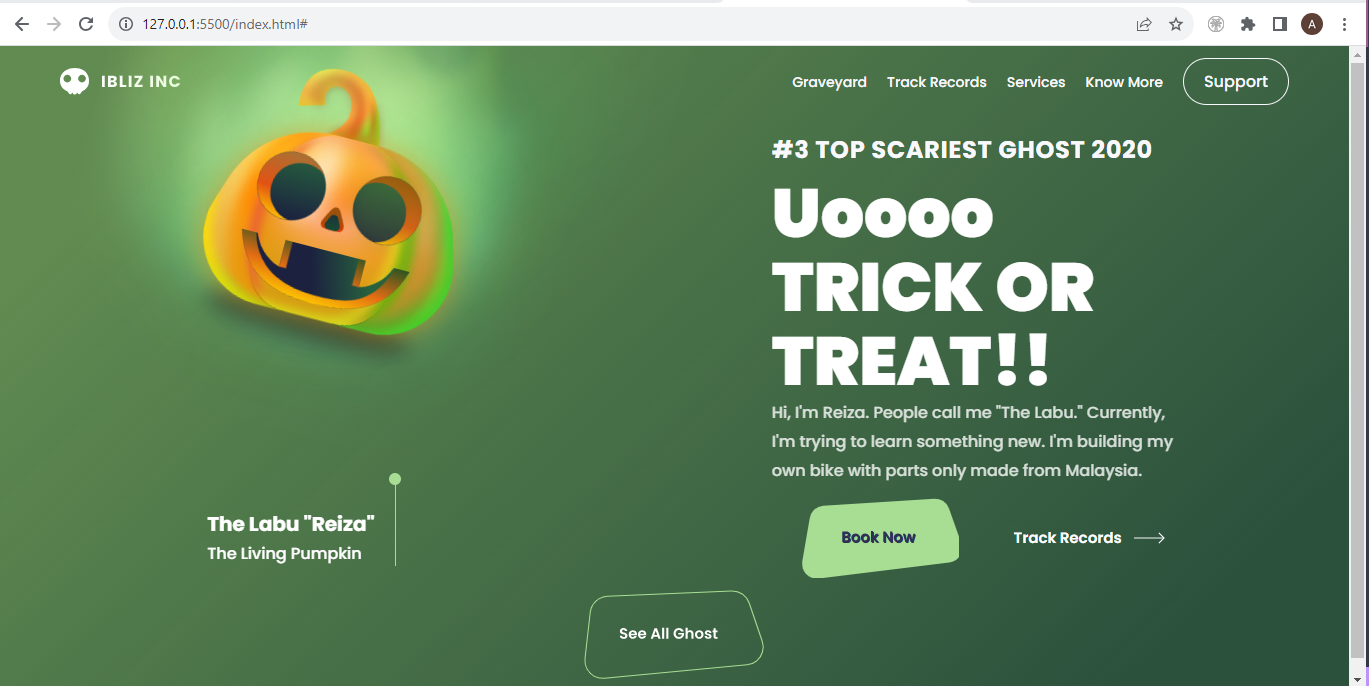 127.0.0.1:5500/index.html#
A
IBLIZ INC
Graveyard
Track Records
Services
Know More
Support
#3 TOP SCARIEST GHOST 2020
Uoooo
TRICK OR
TREAT!!
Hi, I'm Reiza. People call me "The Labu." Currently,
I'm trying to learn something new. I'm building my
own bike with parts only made from Malaysia.
The Labu "Reiza"
The Living Pumpkin
Book Now
Track Records
See All Ghost